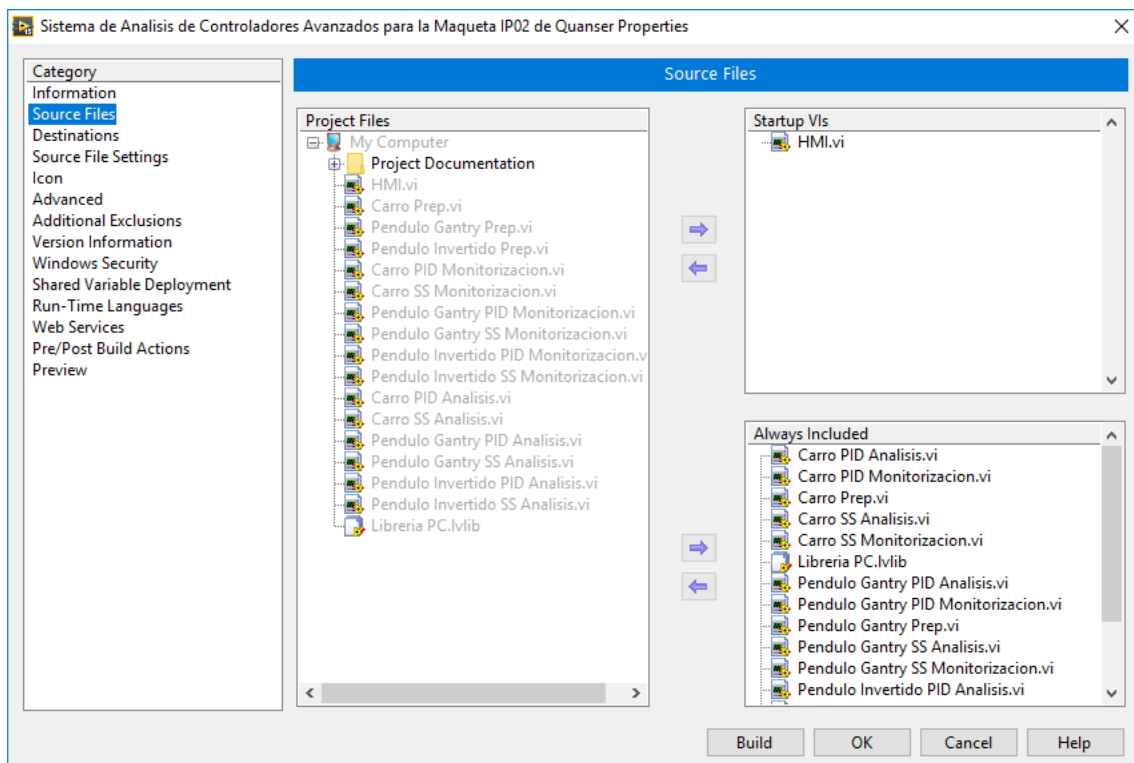 Sistema de Analisis de Controladores Avanzados para la Maqueta IP02 de Quanser Properties
Category
Information
Source Files
Destinations
Source File Settings
Icon
Advanced
Additional Exclusions
Version Information
Windows Security
Shared Variable Deployment
Run-Time Languages
Web Services
Pre/Post Build Actions
Preview
Source Files
Project Files
My Computer
Project Documentation
HMI.vi
Carro Prep.vi
Pendulo Gantry Prep.vi
Pendulo Invertido Prep.vi
Carro PID Monitorizacion.vi
Carro SS Monitorizacion.vi
Pendulo Gantry PID Monitorizacion.vi
Pendulo Gantry SS Monitorizacion.vi
Pendulo Invertido PID Monitorizacion.v
Pendulo Invertido SS Monitorizacion.vi
Carro PID Analisis.vi
Carro SS Analisis.vi
Pendulo Gantry PID Analisis.vi
Pendulo Gantry SS Analisis.vi
Pendulo Invertido PID Analisis.vi
Pendulo Invertido SS Analisis.vi
Libreria PC.lvlib
Startup VIs
HMI.vi
Always Included
Carro PID Analisis.vi
Carro PID Monitorizacion.vi
Carro Prep.vi
Carro SS Analisis.vi
Carro SS Monitorizacion.vi
Libreria PC.lvlib
Pendulo Gantry PID Analisis.vi
Pendulo Gantry PID Monitorizacion.vi
Pendulo Gantry Prep.vi
Pendulo Gantry SS Analisis.vi
Pendulo Gantry SS Monitorizacion.vi
Pendulo Invertido PID Analisis.vi
Build OK Cancel Help